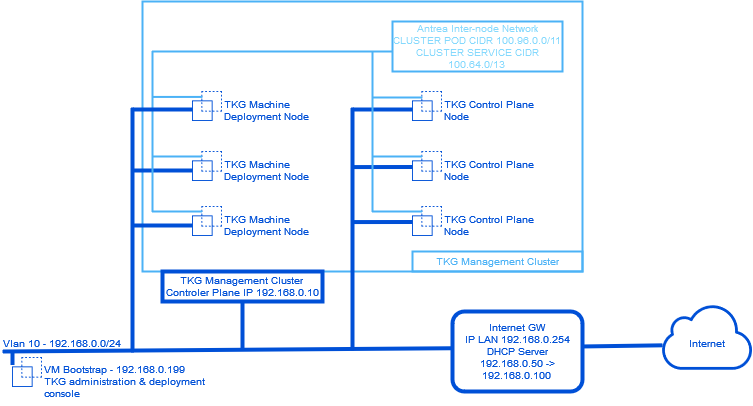 Antrea Inter-node Network
CLUSTER POD CIDR 100.96.0.0/11
CLUSTER SERVICE CIDR
100.64.0/13
TKG Machine
Deployment Node
TKG Control Plane
Node
TKG Machine
Deployment Node
TKG Control Plane
Node
TKG Machine
Deployment Node
TKG Control Plane
Node
TKG Management Cluster
TKG Management Cluster
Controler Plane IP 192.168.0.10
Vlan 10 - 192.168.0.0/24
VM Bootstrap - 192.168.0.199
TKG administration & deployment
console
Internet GW
IP LAN 192.168.0.254
DHCP Server
192.168.0.50 ->
192.168.0.100
Internet